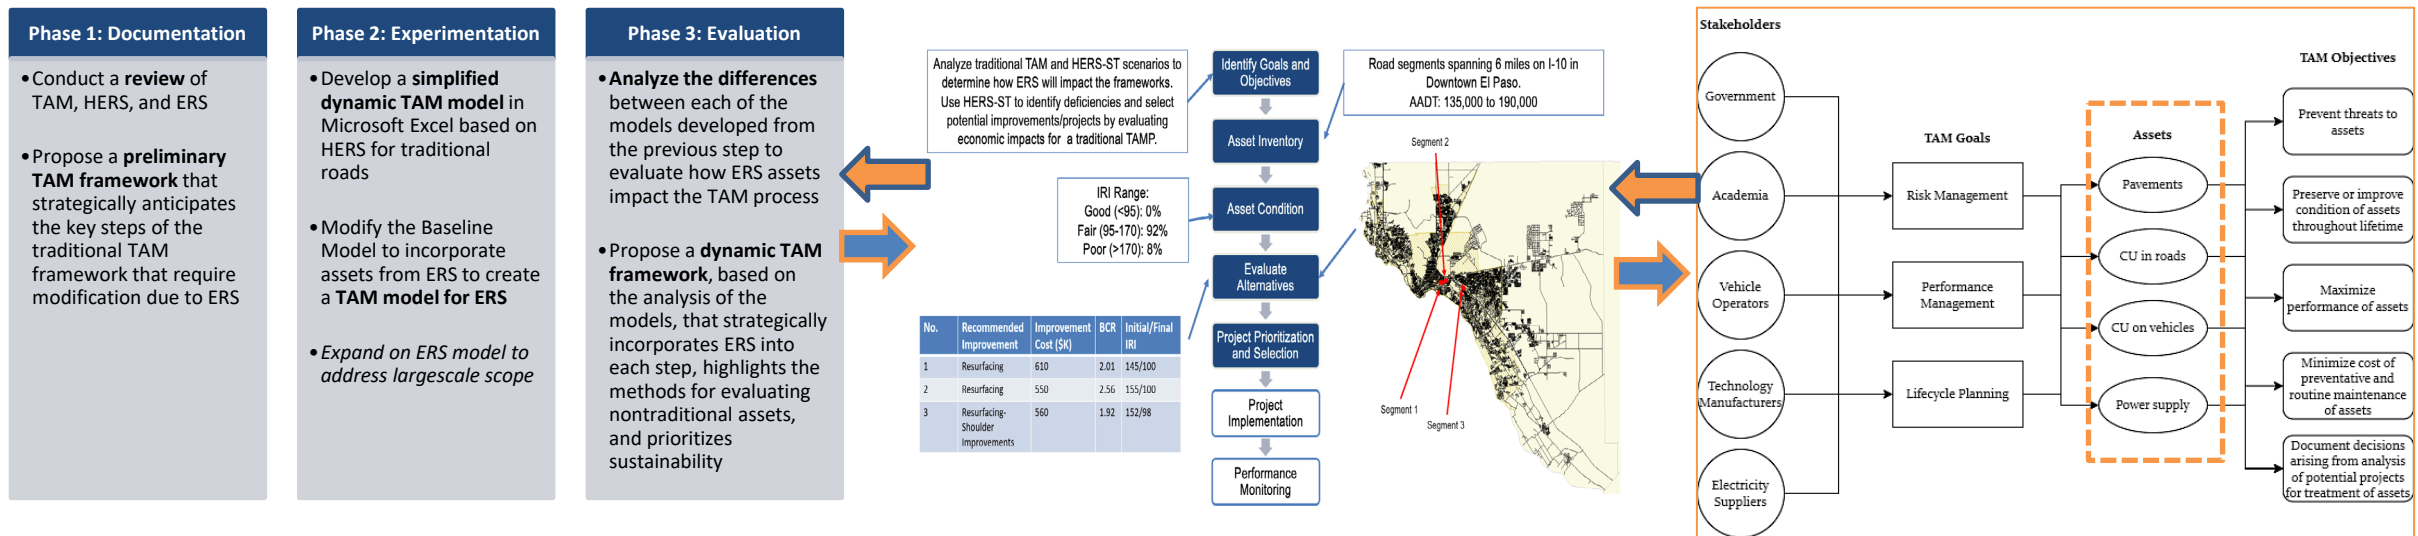 Phase 1: Documentation
•Conduct a review of
TAM, HERS, and ERS
•Propose a preliminary
TAM framework that
strategically anticipates
the key steps of the
traditional TAM
framework that require
modification due to ERS
Phase 2: Experimentation
•Develop a simplified
dynamic TAM model in
Microsoft Excel based on
HERS for traditional
roads
•Modify the Baseline
Model to incorporate
assets from ERS to create
a TAM model for ERS
•Expand on ERS model to
address largescale scope
Phase 3: Evaluation
•Analyze the differences
between each of the
models developed from
the previous step to
evaluate how ERS assets
impact the TAM process
•Propose a dynamic TAM
framework, based on
the analysis of the
models, that strategically
incorporates ERS into
each step, highlights the
methods for evaluating
nontraditional assets,
and prioritizes
sustainability
Analyze traditional TAM and HERS-ST scenarios to
determine how ERS will impact the frameworks.
Use HERS-ST to identify deficiencies and select
potential improvements/projects by evaluating
economic impacts for a traditional TAMP.
IRI Range:
Good (<95): 0%
Fair (95-170): 92%
Poor (>170): 8%
No. Recommended Improvement BCR Initial/Final
Improvement Cost ($K) IRI
1 Resurfacing 610 2.01 145/100
2 Resurfacing 550 2.56 155/100
3 Resurfacing- 560 1.92 152/98
Shoulder
Improvements
Identify Goals and
Objectives
Asset Inventory
Asset Condition
Evaluate
Alternatives
Project Prioritization
and Selection
Project
Implementation
Performance
Monitoring
Road segments spanning 6 miles on I-10 in
Downtown El Paso.
AADT: 135,000 to 190,000
Segment 2
Segment 1
Segment 3
Stakeholders
Government
Academia
Vehicle
Operators
Technology
Manufacturers
Electricity
Suppliers
TAM Goals
Risk Management
Performance
Management
Lifecycle Planning
Assets
Pavements
CU in roads
CU on vehicles
Power supply
TAM Objectives
Prevent threats to
assets
Preserve or improve
condition of assets
throughout lifetime
Maximize
performance of assets
Minimize cost of
preventative and
routine maintenance
of assets
Document decisions
arising from analysis
of potential projects
for treatment of assets